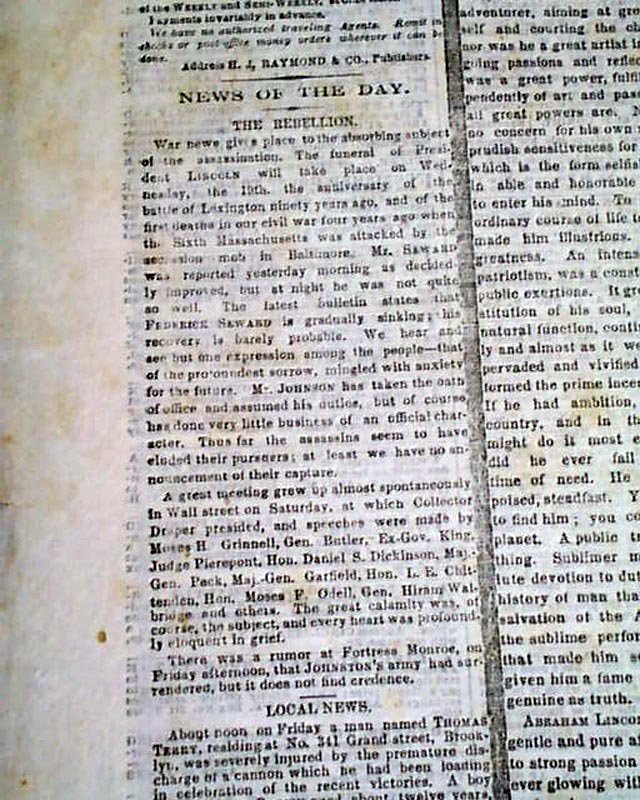 of the WEEKLY and SEMI-WEEKLY,
Payments invariably in advance.
We have no authorized traveling Agents. Remit in
checks or post-office money orders wherever it can be
done.
Address H. J. RAYMOND & CO., Publishers.
NEWS OF THE DAY.
THE REBELLION.
War news gives place to the absorbing subject
of the assassination. The funeral of Presi-
dent LINCOLN will take place on Wed-
nesday, the 19th, the anniversary of the
battle of Lexington ninety years ago, and of the
first deaths in our civil war four years ago when
the Sixth Massachusetts was attacked by the
secession mob in Baltimore. Mr. SEWARD
was reported yesterday morning as decided-
ly improved, but at night he was not quite
so well. The latest bulletin states that
FREDERICK SEWARD is gradually sinking; his
recovery is barely probable. We hear and
see but one expression among the people—that
of the profoundest sorrow, mingled with anxiety
for the future. Mr. JOHNSON has taken the oath
of office and assumed his duties, but of course
has done very little business of an official char-
acter. Thus far the assassins seem to have
eluded their pursuers; at least we have no an-
nouncement of their capture.
A great meeting grew up almost spontaneously
in Wall street on Saturday, at which Collector
Draper presided, and speeches were made by
Moses H. Grinnell, Gen. Butler, Ex-Gov. King,
Judge Pierepont, Hon. Daniel S. Dickinson, Maj.-
Gen. Peck, Maj.-Gen. Garfield, Hon. L. E. Chit-
tenden, Hon. Moses F. Odell, Gen. Hiram Wal-
bridge and others. The great calamity was, of
course, the subject, and every heart was profound-
ly eloquent in grief.
There was a rumor at Fortress Monroe, on
Friday afternoon, that JOHNSTON'S army had sur-
rendered, but it does not find credence.
LOCAL NEWS.
About noon on Friday a man named THOMAS
TERRY, residing at No. 341 Grand street, Brook-
lyn, was severely injured by the premature dis-
charge of a cannon which he had been loading
in celebration of the recent victories. A boy
about twelve years,
adventurer, aiming at
self and courting the
nor was he a great artist
going passions and
was a great power,
pendently of art and
all great powers are.
no concern for his own
prudish sensitiveness for
which is the form
in able and honorable
to enter his mind. To
ordinary course of life
made him illustrious.
greatness. An
patriotism, was a
public exertions. It
stitution of his soul,
natural function,
ly and almost as it
pervaded and vivified
formed the prime
If he had ambition,
country, and in
might do it most
did he ever fail
time of need. He
poised, steadfast.
to find him; you
planet. A public
thing. Sublimer
lute devotion to
history of man
salvation of the
the sublime
that made him
given him a fame
genuine as truth.
ABRAHAM
gentle and pure
to strong passion
ever glowing